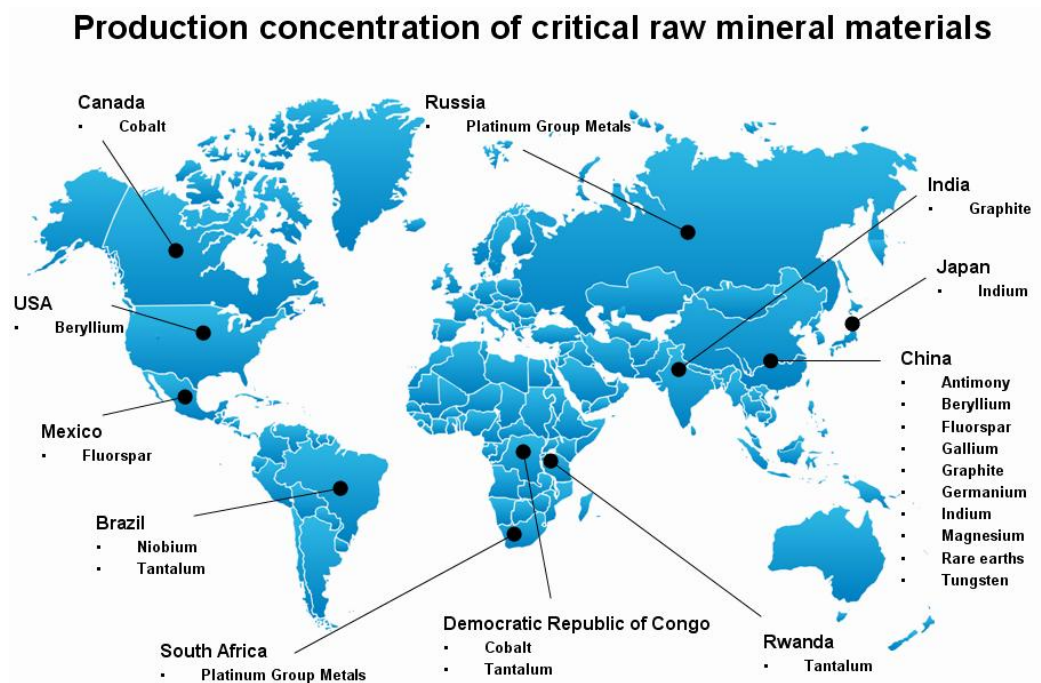 Production concentration of critical raw mineral materials
Canada
▪ Cobalt
Russia
▪ Platinum Group Metals
India
▪ Graphite
Japan
▪ Indium
USA
▪ Beryllium
China
▪ Antimony
▪ Beryllium
▪ Fluorspar
▪ Gallium
▪ Graphite
▪ Germanium
▪ Indium
▪ Magnesium
▪ Rare earths
▪ Tungsten
Mexico
▪ Fluorspar
Brazil
▪ Niobium
▪ Tantalum
South Africa
▪ Platinum Group Metals
Democratic Republic of Congo
▪ Cobalt
▪ Tantalum
Rwanda
▪ Tantalum